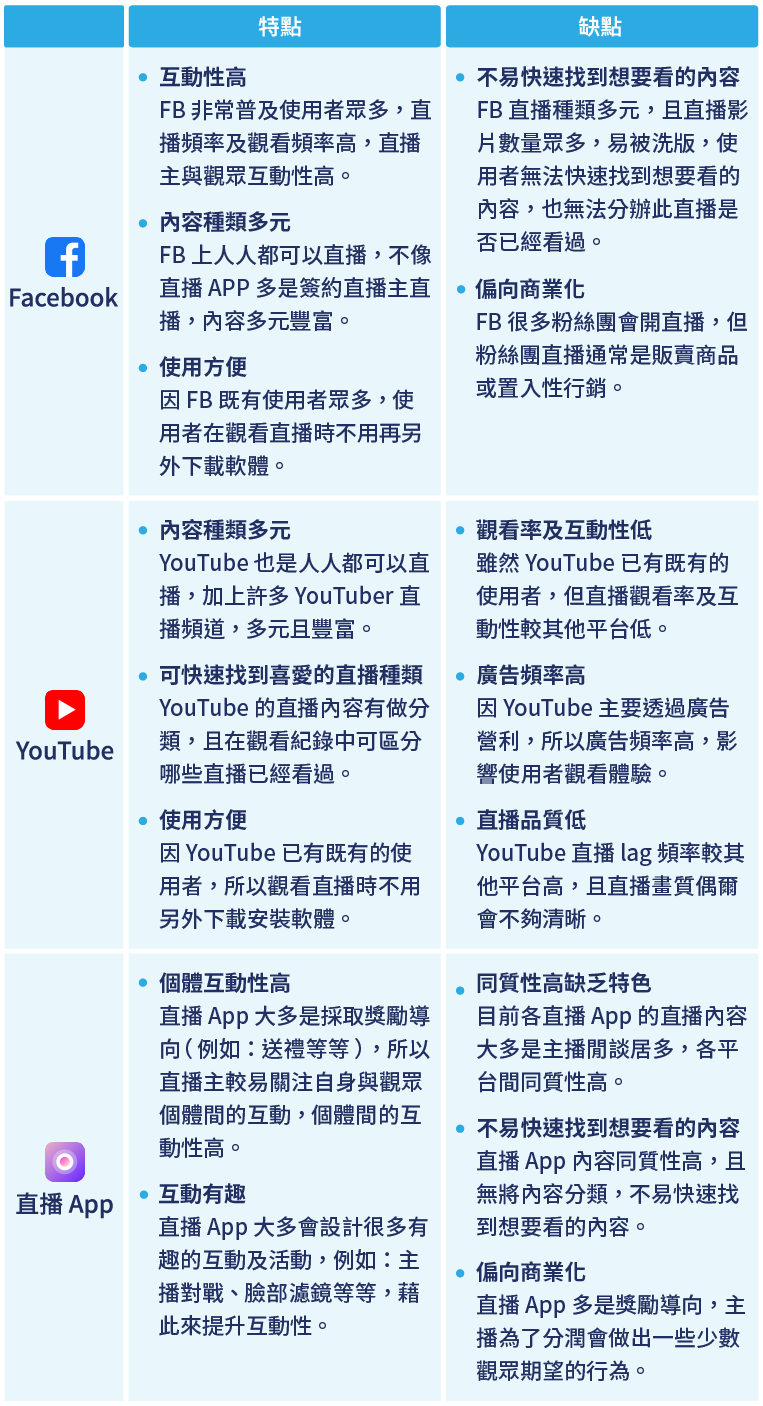 特點
缺點
Facebook
互動性高
FB 非常普及使用者眾多，直
播頻率及觀看頻率高，直播
主與觀眾互動性高。
內容種類多元
FB 上人人都可以直播，不像
直播 APP 多是簽約直播主直
播，內容多元豐富。
使用方便
因 FB 既有使用者眾多，使
用者在觀看直播時不用再另
外下載軟體。
不易快速找到想要看的內容
FB 直播種類多元，且直播影
片數量眾多，易被洗版，使
用者無法快速找到想要看的
內容，也無法分辦此直播是
否已經看過。
偏向商業化
FB 很多粉絲團會開直播，但
粉絲團直播通常是販賣商品
或置入性行銷。
YouTube
內容種類多元
YouTube 也是人人都可以直
播，加上許多 YouTuber 直
播頻道，多元且豐富。
可快速找到喜愛的直播種類
YouTube 的直播內容有做分
類，且在觀看紀錄中可區分
哪些直播已經看過。
使用方便
因 YouTube 已有既有的使
用者，所以觀看直播時不用
另外下載安裝軟體。
觀看率及互動性低
雖然 YouTube 已有既有的
使用者，但直播觀看率及互
動性較其他平台低。
廣告頻率高
因 YouTube 主要透過廣告
營利，所以廣告頻率高，影
響使用者觀看體驗。
直播品質低
YouTube 直播 lag 頻率較其
他平台高，且直播畫質偶爾
會不夠清晰。
直播 App
個體互動性高
直播 App 大多是採取獎勵導
向（例如：送禮等等），所以
直播主較易關注自身與觀眾
個體間的互動，個體間的互
動性高。
互動有趣
直播 App 大多會設計很多有
趣的互動及活動，例如：主
播對戰、臉部濾鏡等等，藉
此來提升互動性。
同質性高缺乏特色
目前各直播 App 的直播內容
大多是主播閒談居多，各平
台間同質性高。
不易快速找到想要看的內容
直播 App 內容同質性高，且
無將內容分類，不易快速找
到想要看的內容。
偏向商業化
直播 App 多是獎勵導向，主
播為了分潤會做出一些少數
觀眾期望的行為。